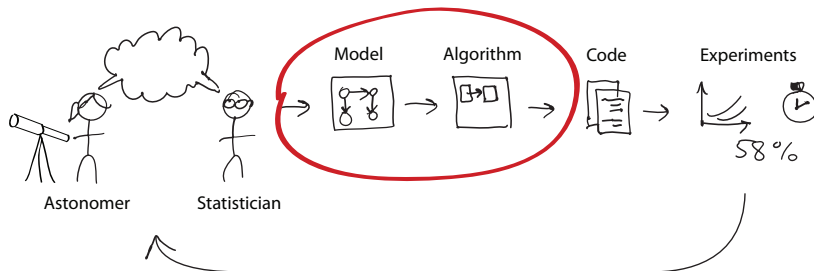 Model
Algorithm
Code
Experiments
58%
Astonomer
Statistician